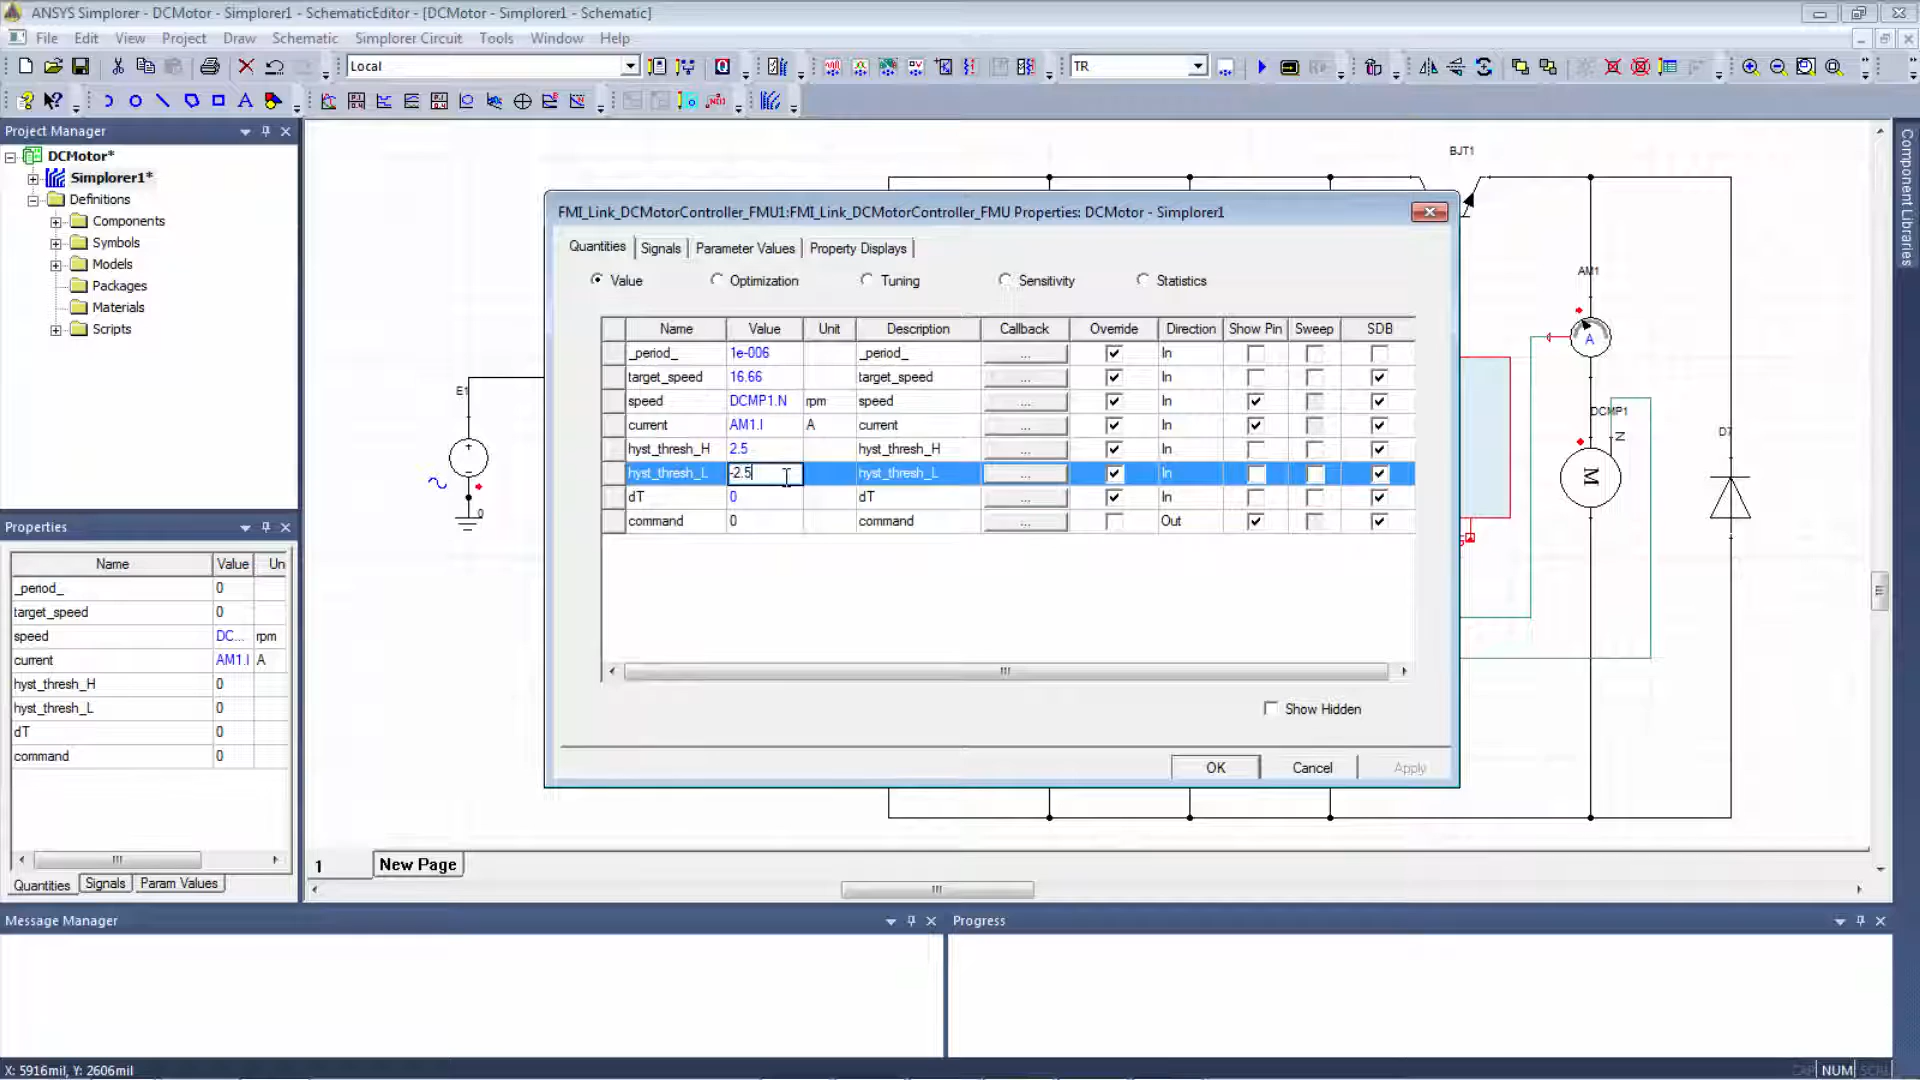 ANSYS Simplorer - DCMotor - Simplorer1 - SchematicEditor - [DCMotor - Simplorer1 - Schematic]
File Edit View Project Draw Schematic Simplorer Circuit Tools Window Help
Local
TR
Project Manager
DCMotor*
Simplorer1*
Definitions
Components
Symbols
Models
Packages
Materials
Scripts
Properties
Name Value Un
_period_ 0
target_speed 0
speed DC... rpm
current AM1.I A
hyst_thresh_H 0
hyst_thresh_L 0
dT 0
command 0
Quantities Signals Param Values
E1
0
BJT1
AM1
A
DCMP1
N
M
D7
Component Libraries
FMI_Link_DCMotorController_FMU1:FMI_Link_DCMotorController_FMU Properties: DCMotor - Simplorer1
Quantities Signals Parameter Values Property Displays
Value Optimization Tuning Sensitivity Statistics
Name Value Unit Description Callback Override Direction Show Pin Sweep SDB
_period_ 1e-006 _period_ ... In
target_speed 16.66 target_speed ... In
speed DCMP1.N rpm speed ... In
current AM1.I A current ... In
hyst_thresh_H 2.5 hyst_thresh_H ... In
hyst_thresh_L -2.5 hyst_thresh_L ... In
dT 0 dT ... In
command 0 command ... Out
Show Hidden
OK Cancel Apply
1 New Page
Message Manager
Progress
X: 5916mil, Y: 2606mil
CAP NUM SCRL